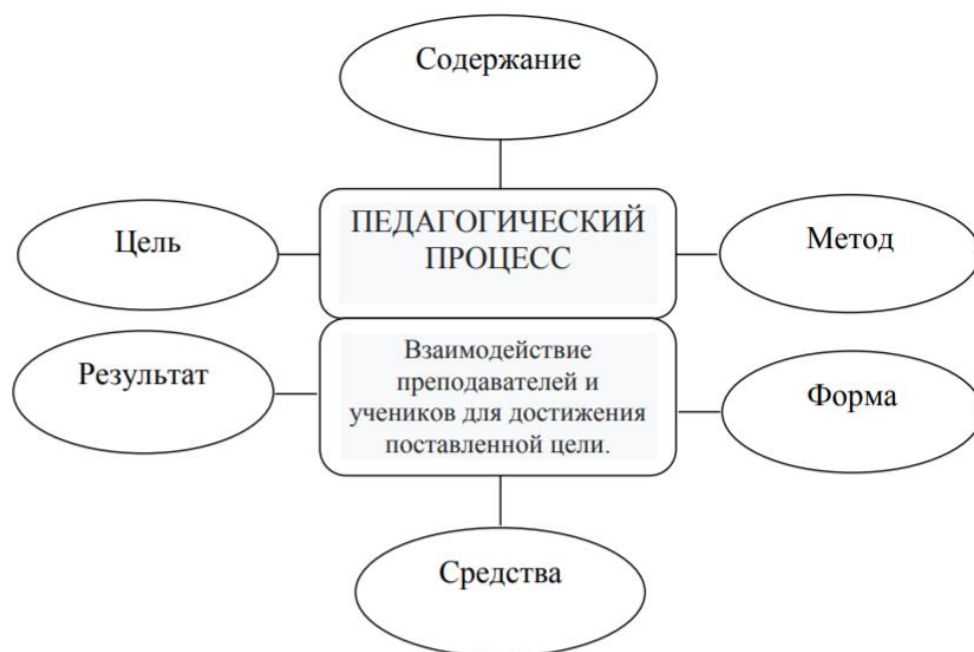 Содержание
ПЕДАГОГИЧЕСКИЙ
ПРОЦЕСС
Цель
Метод
Результат
Взаимодействие
преподавателей и
учеников для достижения
поставленной цели.
Форма
Средства